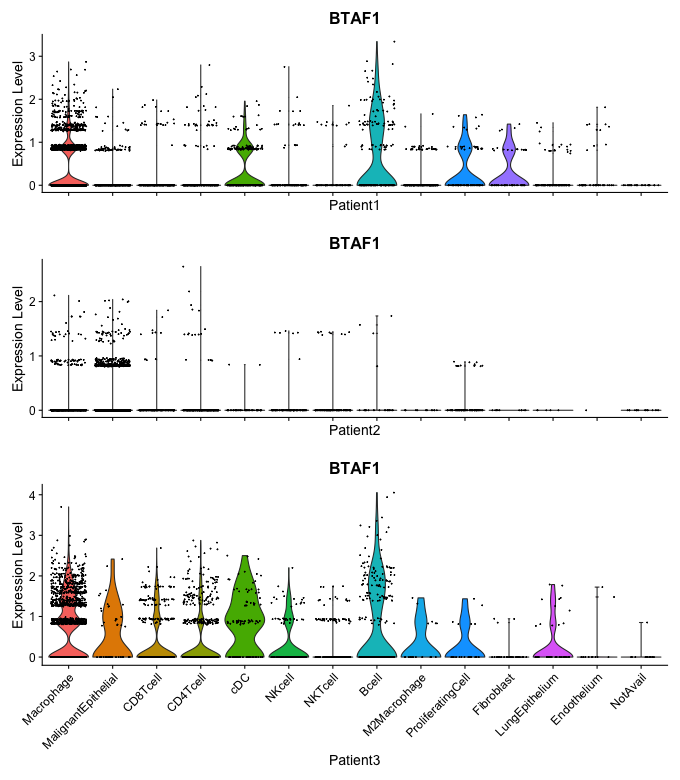 BTAF1
Expression Level
3
2
1
0
Patient1
BTAF1
Expression Level
2
1
0
Patient2
BTAF1
Expression Level
4
3
2
1
0
Macrophage
MalignantEpithelial
CD8Tcell
CD4Tcell
cDC
NKcell
NKTcell
Bcell
M2Macrophage
ProliferatingCell
Fibroblast
LungEpithelium
Endothelium
NotAvail
Patient3